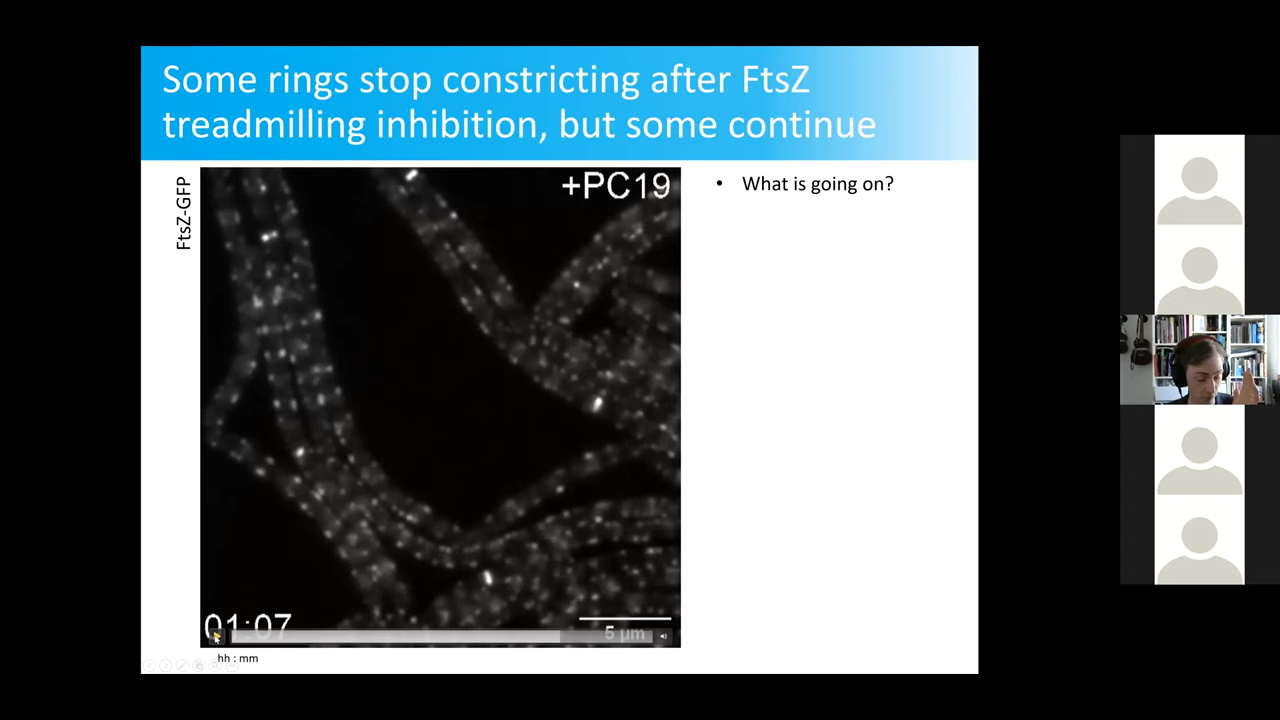 Some rings stop constricting after FtsZ
treadmilling inhibition, but some continue
FtsZ-GFP
+PC19
• What is going on?
01:07
5 µm
hh : mm